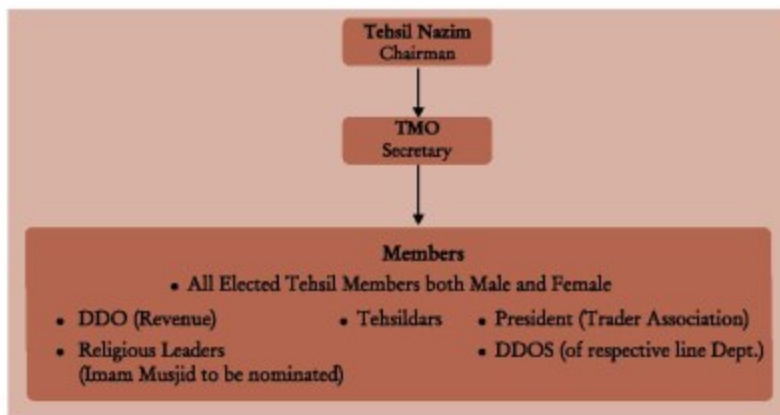 Tehsil Nazim
Chairman
TMO
Secretary
Members
• All Elected Tehsil Members both Male and Female
• DDO (Revenue)
• Tehsildars
• President (Trader Association)
• Religious Leaders
(Imam Musjid to be nominated)
• DDOS (of respective line Dept.)